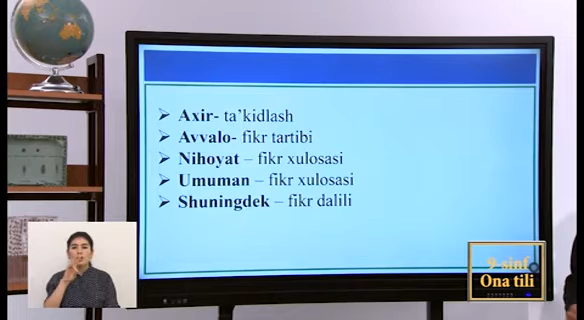 Axir- ta’kidlash
Avvalo- fikr tartibi
Nihoyat – fikr xulosasi
Umuman – fikr xulosasi
Shuningdek – fikr dalili
9-sinf
Ona tili